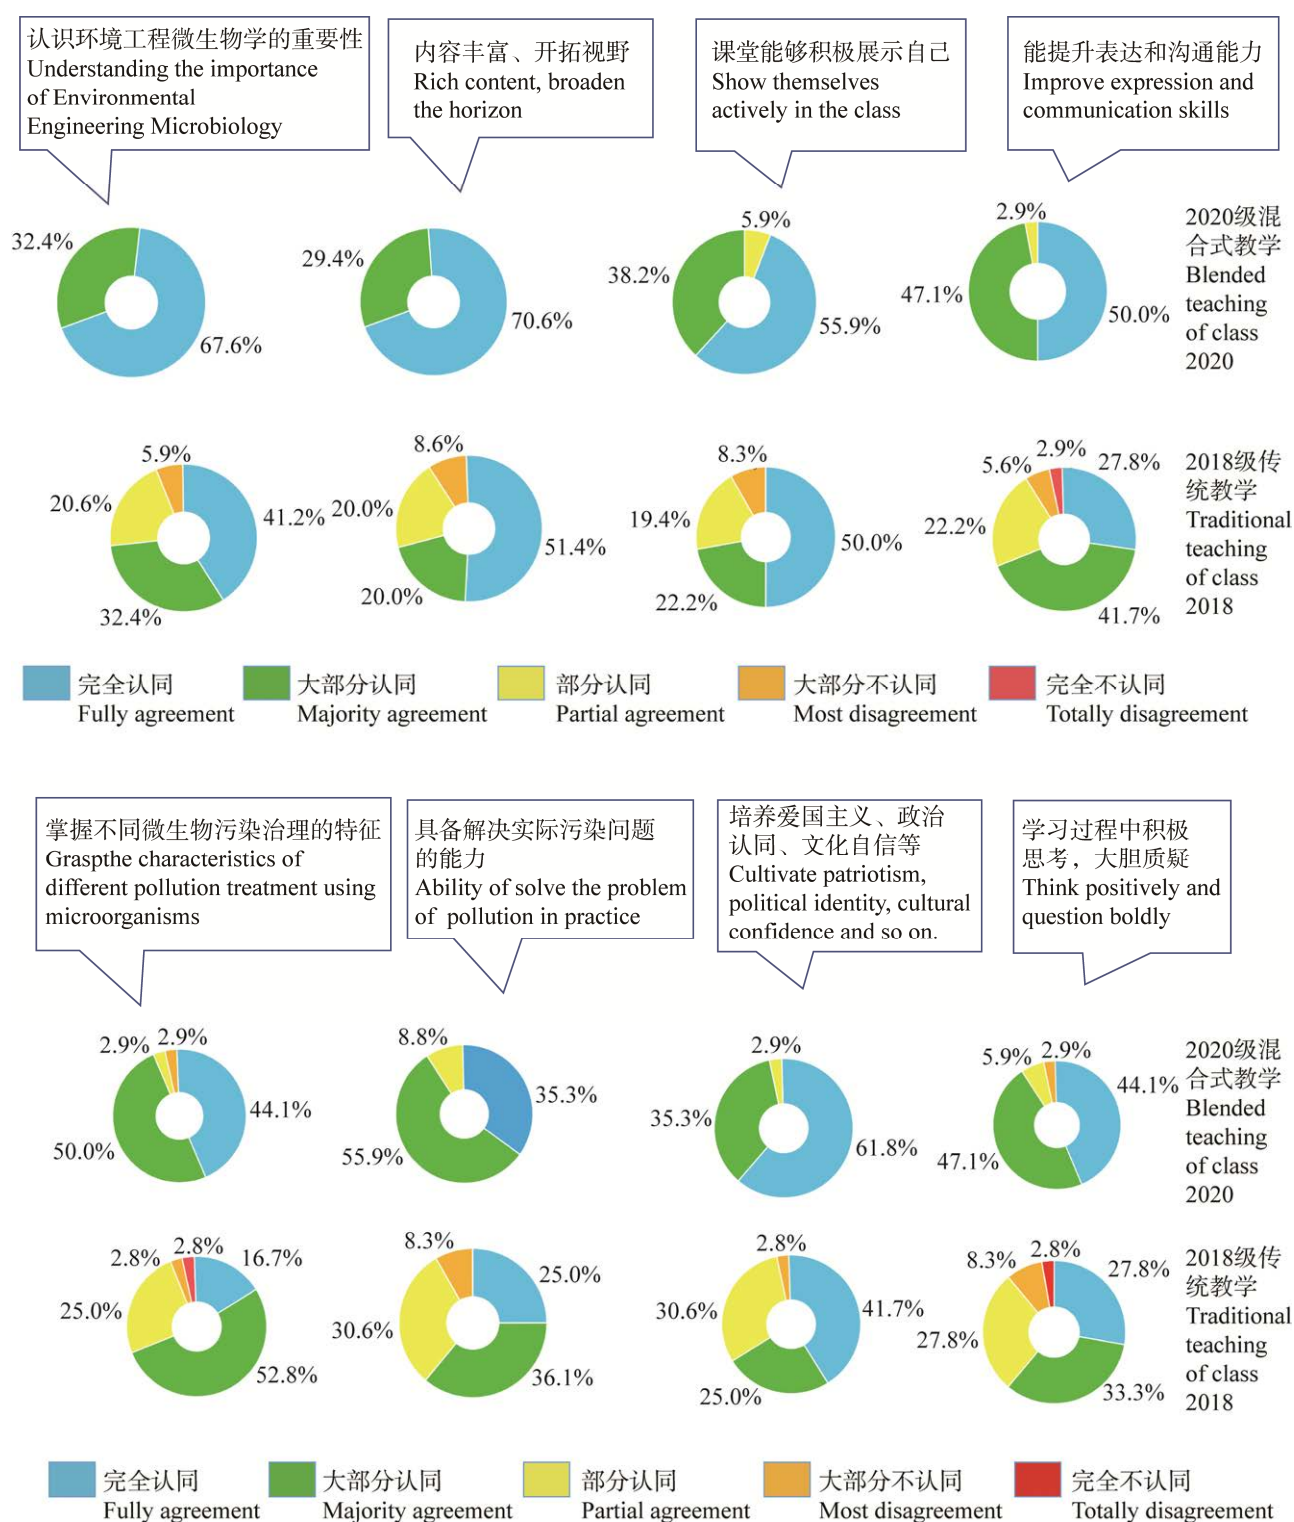 认识环境工程微生物学的重要性
Understanding the importance
of Environmental
Engineering Microbiology
内容丰富、开拓视野
Rich content, broaden
the horizon
课堂能够积极展示自己
Show themselves
actively in the class
能提升表达和沟通能力
Improve expression and
communication skills
32.4%
67.6%
29.4%
70.6%
5.9%
38.2%
55.9%
2.9%
47.1%
50.0%
2020级混
合式教学
Blended
teaching
of class
2020
5.9%
20.6%
41.2%
32.4%
8.6%
20.0%
51.4%
20.0%
8.3%
19.4%
50.0%
22.2%
2.9%
5.6%
27.8%
22.2%
41.7%
2018级传
统教学
Traditional
teaching
of class
2018
完全认同
Fully agreement
大部分认同
Majority agreement
部分认同
Partial agreement
大部分不认同
Most disagreement
完全不认同
Totally disagreement
掌握不同微生物污染治理的特征
Graspthe characteristics of
different pollution treatment using
microorganisms
具备解决实际污染问题
的能力
Ability of solve the problem
of pollution in practice
培养爱国主义、政治
认同、文化自信等
Cultivate patriotism,
political identity, cultural
confidence and so on.
学习过程中积极
思考，大胆质疑
Think positively and
question boldly
2.9%
2.9%
44.1%
50.0%
8.8%
35.3%
55.9%
2.9%
35.3%
61.8%
5.9%
2.9%
44.1%
47.1%
2020级混
合式教学
Blended
teaching
of class
2020
2.8%
2.8%
16.7%
25.0%
52.8%
8.3%
25.0%
30.6%
36.1%
2.8%
30.6%
41.7%
25.0%
8.3%
2.8%
27.8%
27.8%
33.3%
2018级传
统教学
Traditional
teaching
of class
2018
完全认同
Fully agreement
大部分认同
Majority agreement
部分认同
Partial agreement
大部分不认同
Most disagreement
完全不认同
Totally disagreement